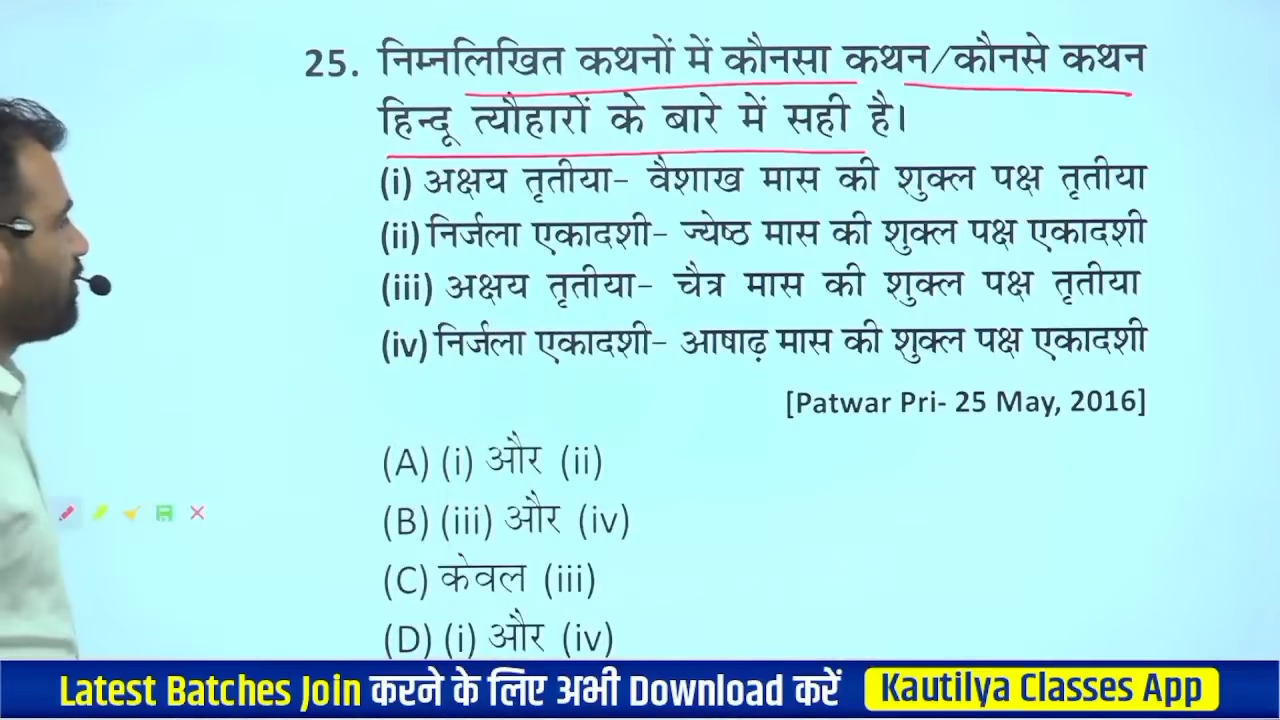 25. निम्नलिखित कथनों में कौनसा कथन/कौनसे कथन
हिन्दू त्यौहारों के बारे में सही है।
(i) अक्षय तृतीया- वैशाख मास की शुक्ल पक्ष तृतीया
(ii) निर्जला एकादशी- ज्येष्ठ मास की शुक्ल पक्ष एकादशी
(iii) अक्षय तृतीया- चैत्र मास की शुक्ल पक्ष तृतीया
(iv) निर्जला एकादशी- आषाढ़ मास की शुक्ल पक्ष एकादशी
[Patwar Pri- 25 May, 2016]
(A) (i) और (ii)
(B) (iii) और (iv)
(C) केवल (iii)
(D) (i) और (iv)
Latest Batches Join करने के लिए अभी Download करें Kautilya Classes App